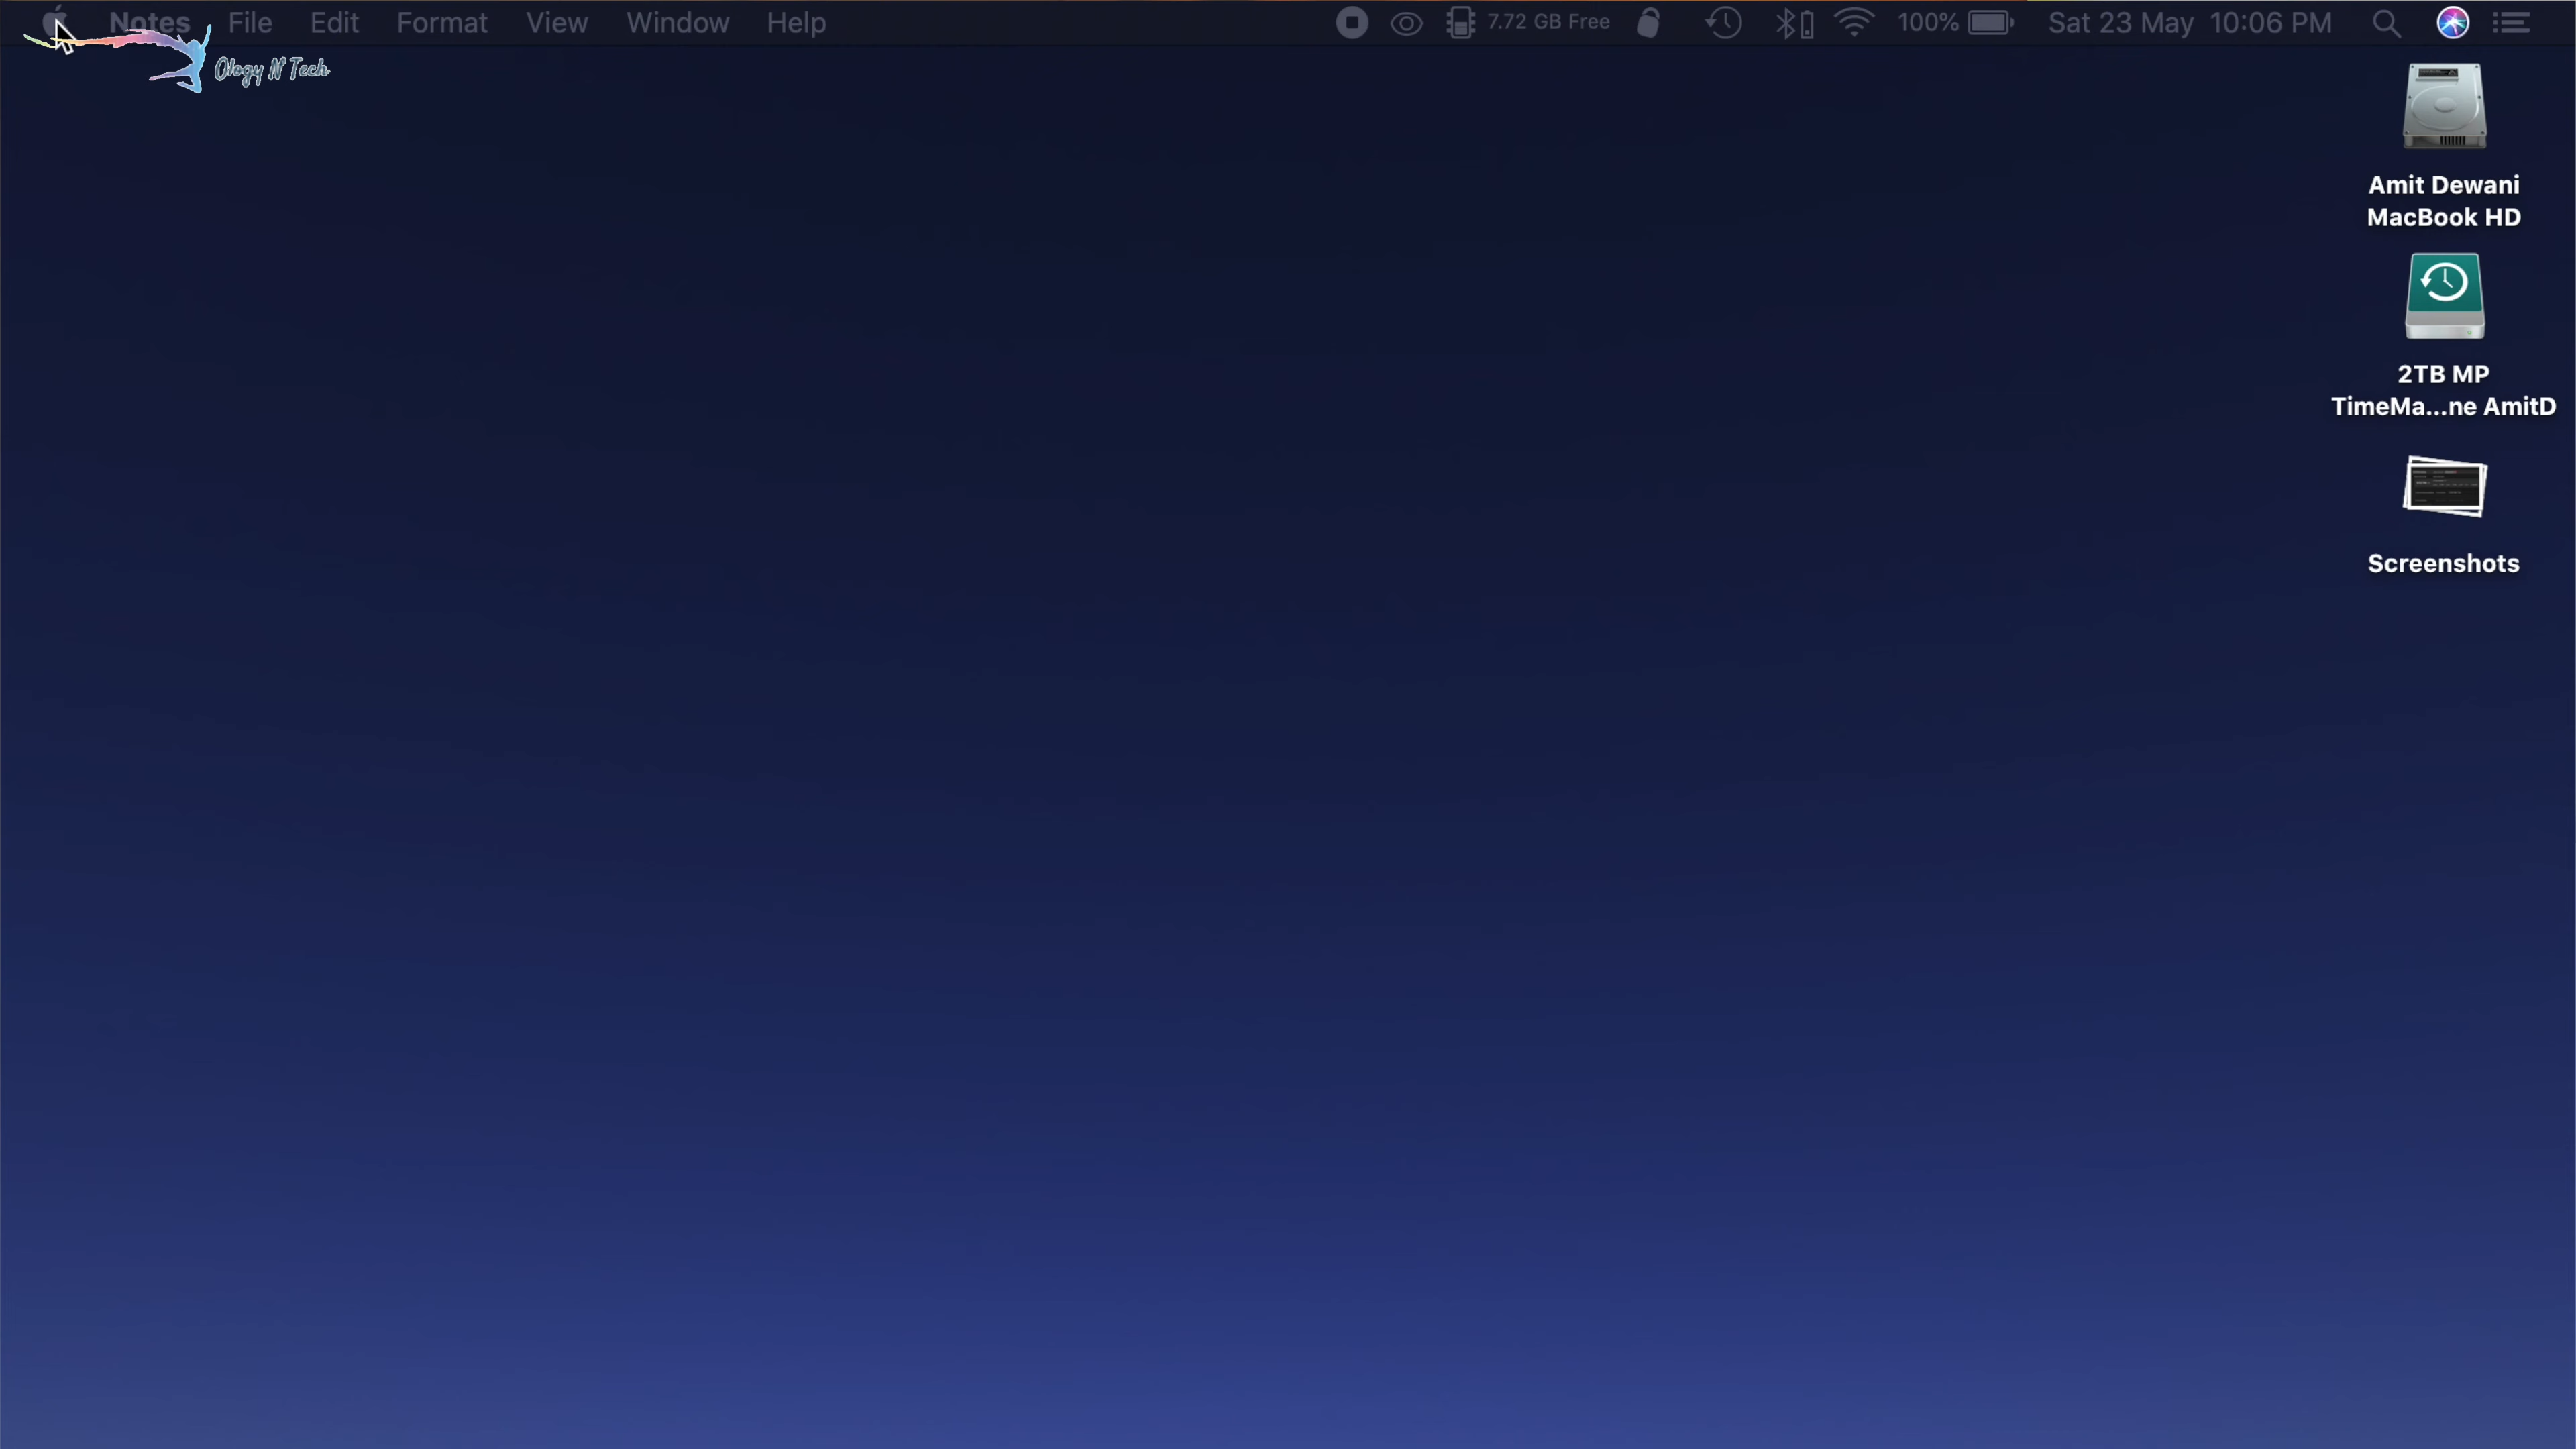 Notes File Edit Format View Window Help 7.72 GB Free 100% Sat 23 May 10:06 PM
Ology N Tech
Amit Dewani
MacBook HD
2TB MP
TimeMa...ne AmitD
Screenshots